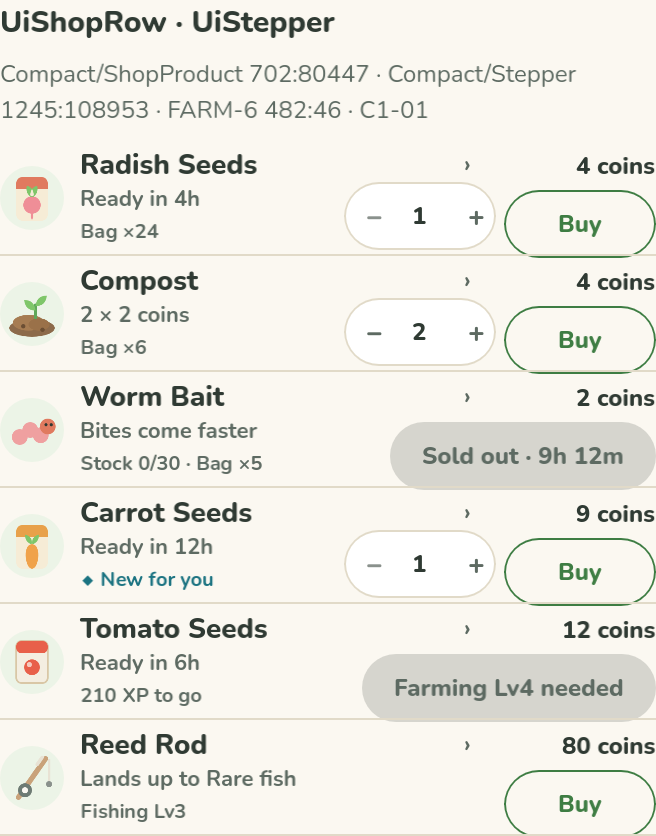 UiShopRow · UiStepper
Compact/ShopProduct 702:80447 · Compact/Stepper
1245:108953 · FARM-6 482:46 · C1-01
Radish Seeds › 4 coins
Ready in 4h
− 1 + Buy
Bag ×24
Compost › 4 coins
2 × 2 coins
− 2 + Buy
Bag ×6
Worm Bait › 2 coins
Bites come faster
Sold out · 9h 12m
Stock 0/30 · Bag ×5
Carrot Seeds › 9 coins
Ready in 12h
− 1 + Buy
◆ New for you
Tomato Seeds › 12 coins
Ready in 6h
Farming Lv4 needed
210 XP to go
Reed Rod › 80 coins
Lands up to Rare fish
Buy
Fishing Lv3